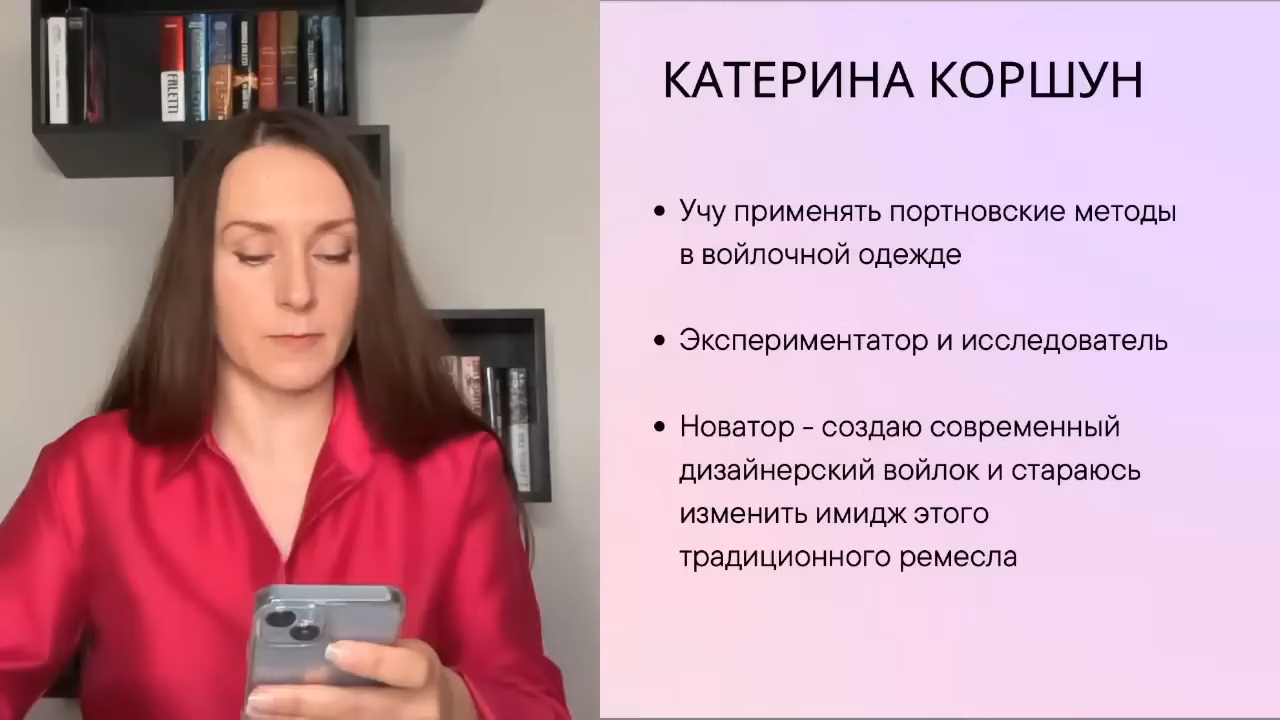 FALETTI
КАТЕРИНА КОРШУН
• Учу применять портновские методы
в войлочной одежде
• Экспериментатор и исследователь
• Новатор - создаю современный
дизайнерский войлок и стараюсь
изменить имидж этого
традиционного ремесла